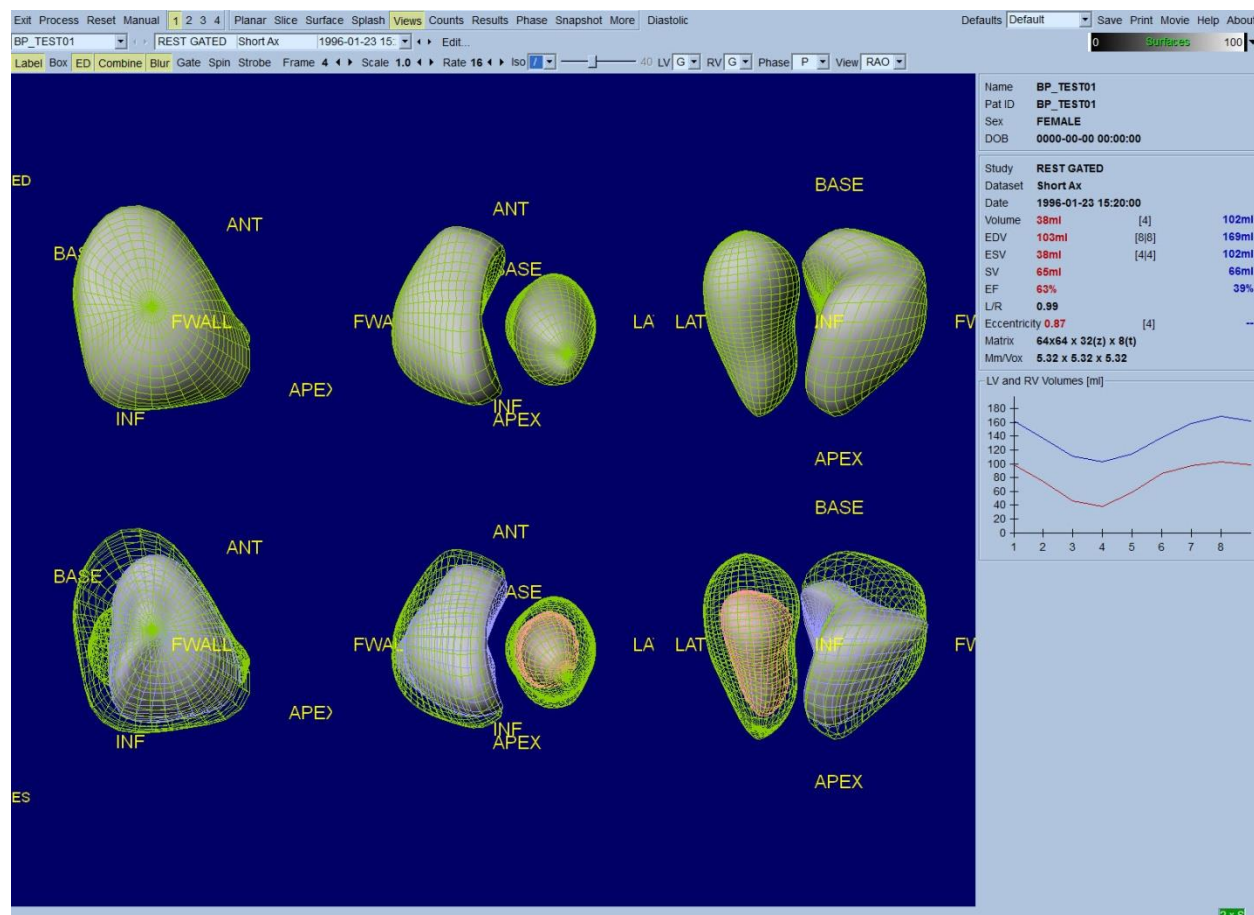 Exit Process Reset Manual 1 2 3 4 Planar Slice Surface Splash Views Counts Results Phase Snapshot More Diastolic Defaults Default Save Print Movie Help About
BP_TEST01 REST GATED Short Ax 1996-01-23 15: Edit... 0 Surfaces 100
Label Box ED Combine Blur Gate Spin Strobe Frame 4 Scale 1.0 Rate 16 Iso / 40 LV G RV G Phase P View RAO
Name BP_TEST01
Pat ID BP_TEST01
Sex FEMALE
DOB 0000-00-00 00:00:00
Study REST GATED
Dataset Short Ax
Date 1996-01-23 15:20:00
Volume 38ml [4] 102ml
EDV 103ml [8|8] 169ml
ESV 38ml [4|4] 102ml
SV 65ml 66ml
EF 63% 39%
L/R 0.99
Eccentricity 0.87 [4] --
Matrix 64x64 x 32(z) x 8(t)
Mm/Vox 5.32 x 5.32 x 5.32
LV and RV Volumes [ml]
180
160
140
120
100
80
60
40
20
0
1 2 3 4 5 6 7 8
ED
ANT
BAS
FWALL
APEX
INF
ANT
BASE
FWA
LA
INF
APEX
BASE
LAT
INF
FW
APEX
ANT
BASE
FWALL
APEX
INF
ANT
ASE
FWAL
LA
INF
APEX
BASE
LAT
INF
FW
APEX
ES